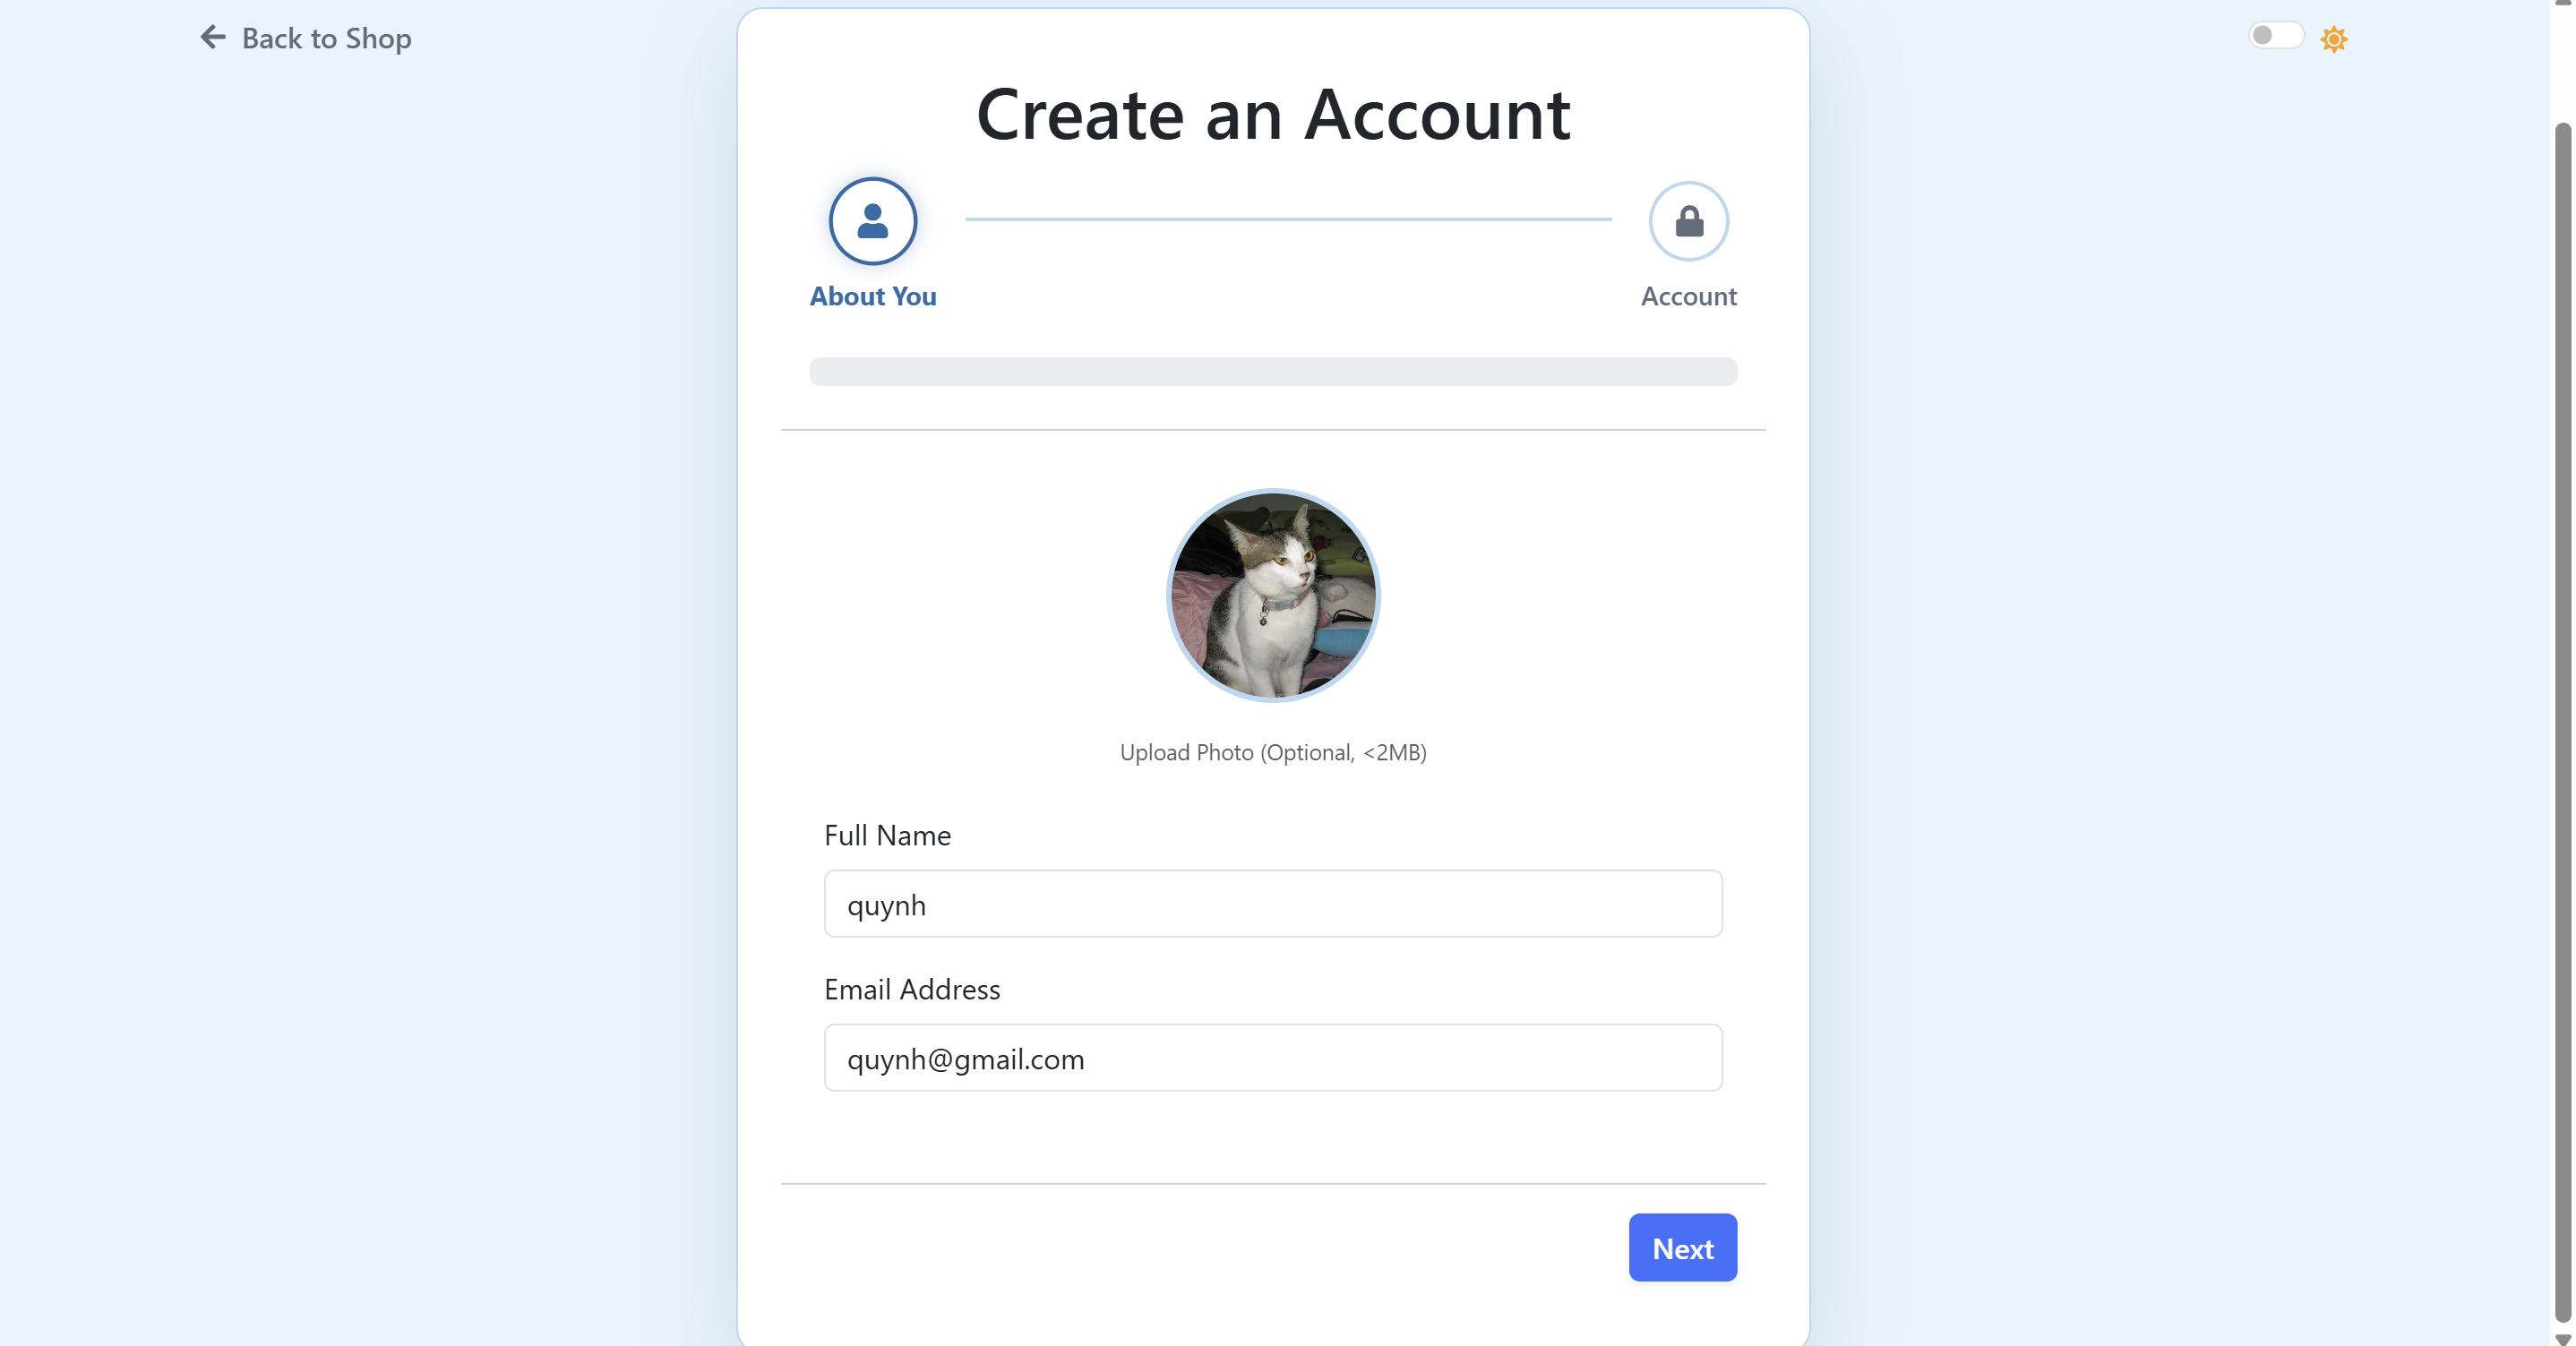 Back to Shop
Create an Account
About You
Account
Upload Photo (Optional, <2MB)
Full Name
quynh
Email Address
quynh@gmail.com
Next